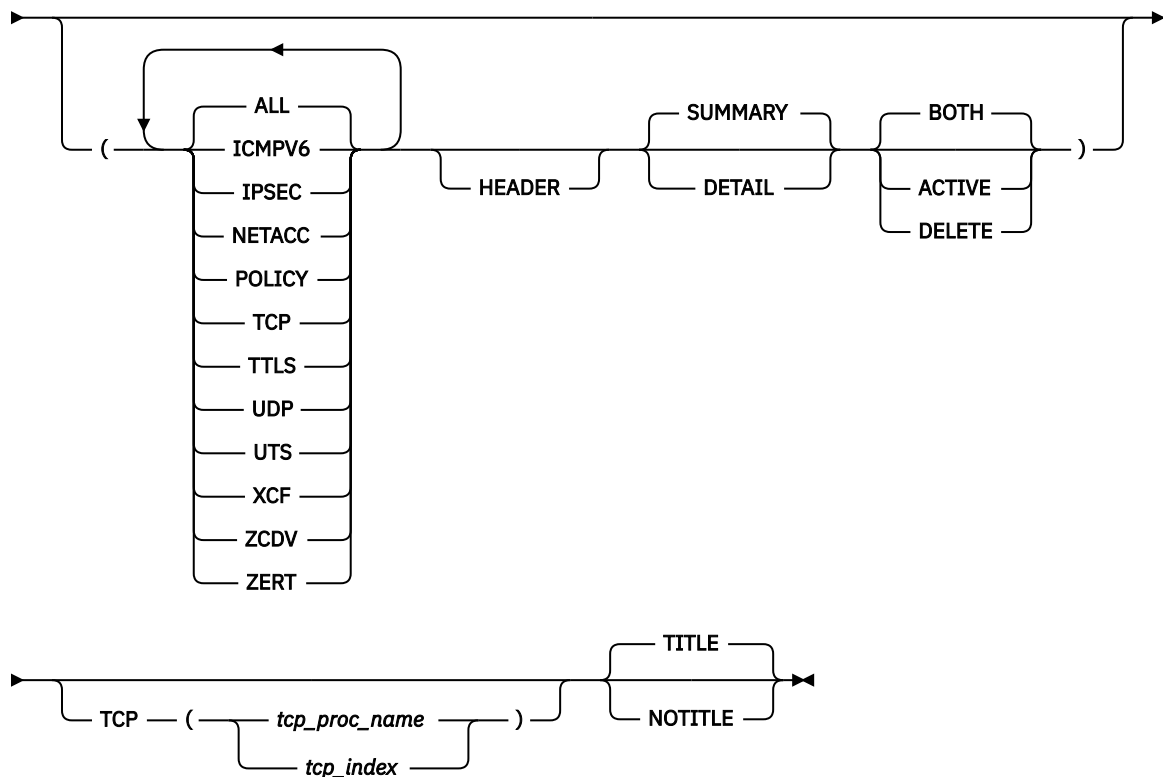 ALL
SUMMARY BOTH
( ICMPV6 )
HEADER DETAIL ACTIVE
IPSEC
NETACC DELETE
POLICY
TCP
TTLS
UDP
UTS
XCF
ZCDV
ZERT
TITLE
TCP ( tcp_proc_name ) NOTITLE
tcp_index